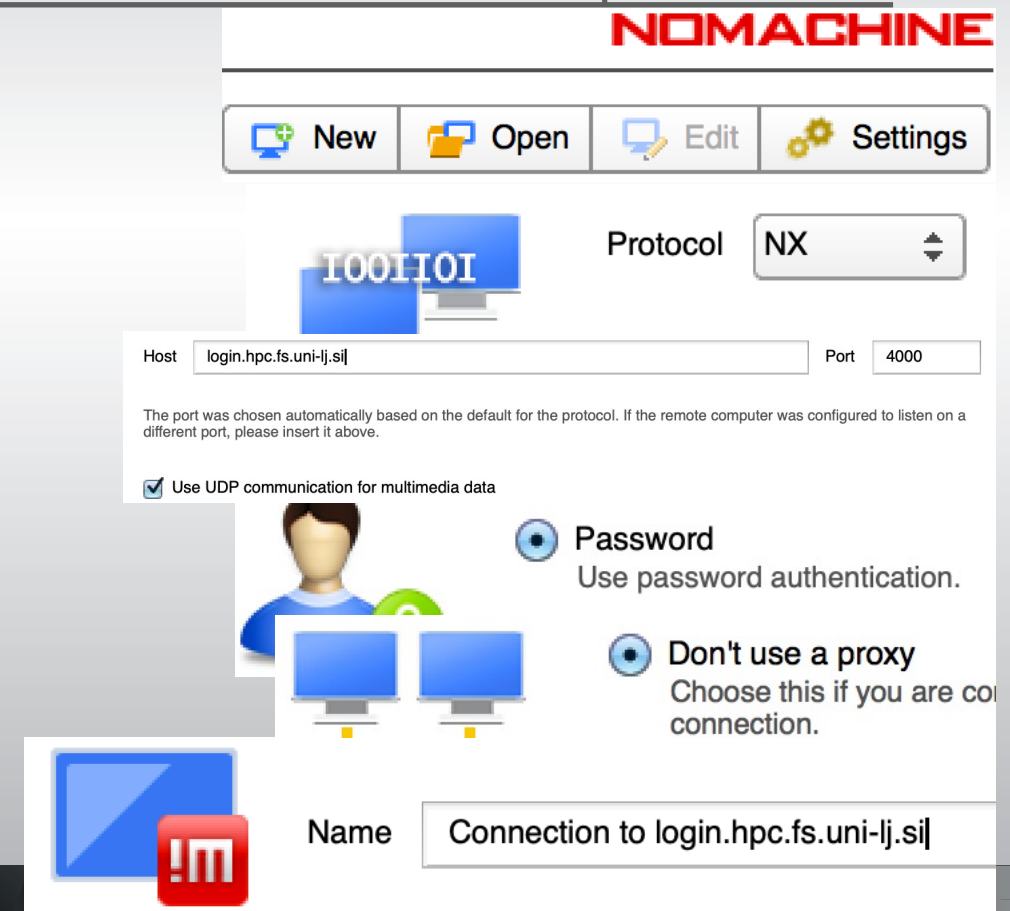 NOMACHINE
New Open Edit Settings
IOOIIOI
Protocol NX
Host login.hpc.fs.uni-lj.si Port 4000
The port was chosen automatically based on the default for the protocol. If the remote computer was configured to listen on a
different port, please insert it above.
Use UDP communication for multimedia data
Password
Use password authentication.
Don't use a proxy
Choose this if you are
connection.
!m
Name Connection to login.hpc.fs.uni-lj.si